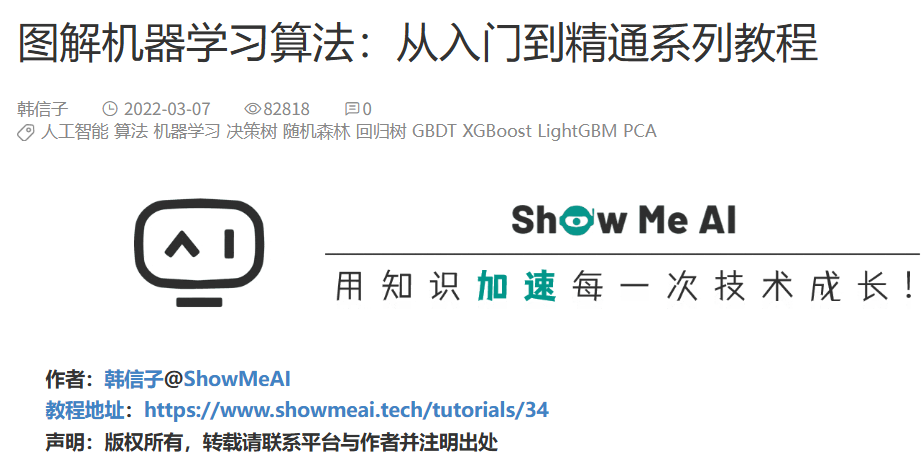 图解机器学习算法：从入门到精通系列教程
韩信子 2022-03-07 82818 0
人工智能 算法 机器学习 决策树 随机森林 回归树 GBDT XGBoost LightGBM PCA
AI
Show Me AI
用知识加速每一次技术成长！
作者：韩信子@ShowMeAI
教程地址：https://www.showmeai.tech/tutorials/34
声明：版权所有，转载请联系平台与作者并注明出处